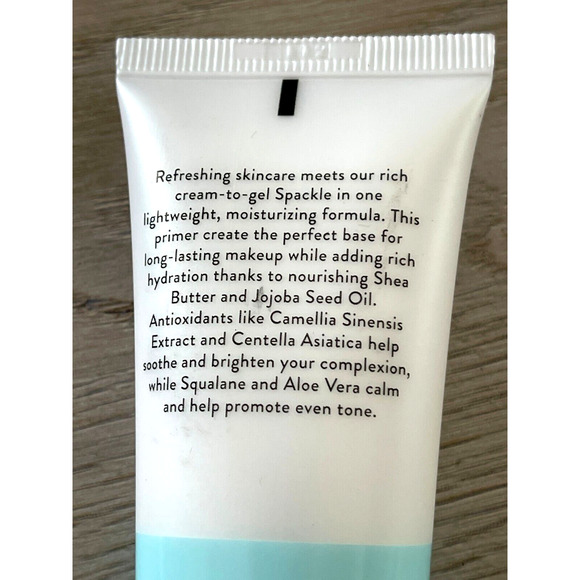 Refreshing skincare meets our rich
cream-to-gel Spackle in one
lightweight, moisturizing formula. This
primer create the perfect base for
long-lasting makeup while adding rich
hydration thanks to nourishing Shea
Butter and Jojoba Seed Oil.
Antioxidants like Camellia Sinensis
Extract and Centella Asiatica help
soothe and brighten your complexion,
while Squalane and Aloe Vera calm
and help promote even tone.